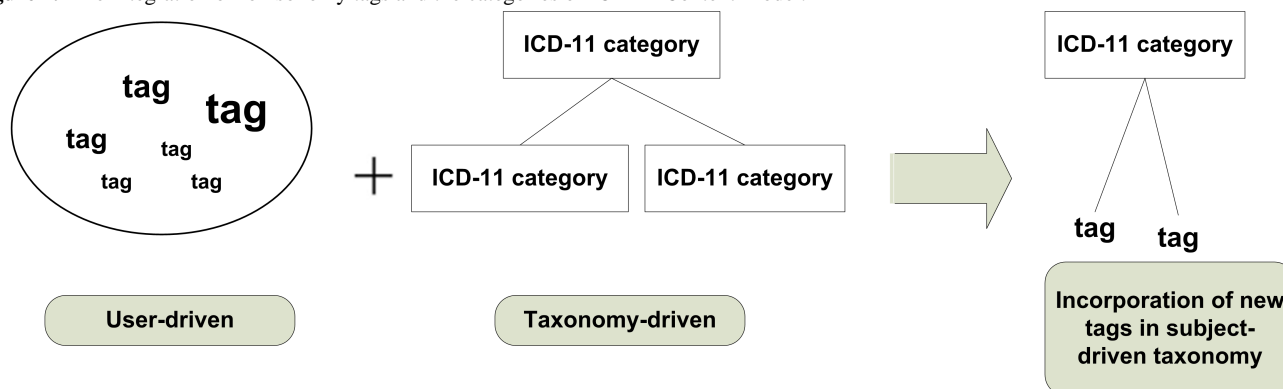 ICD-11 category
ICD-11 category
tag
tag
tag
tag
tag
tag
+
ICD-11 category
ICD-11 category
tag
tag
User-driven
Taxonomy-driven
Incorporation of new
tags in subject-
driven taxonomy